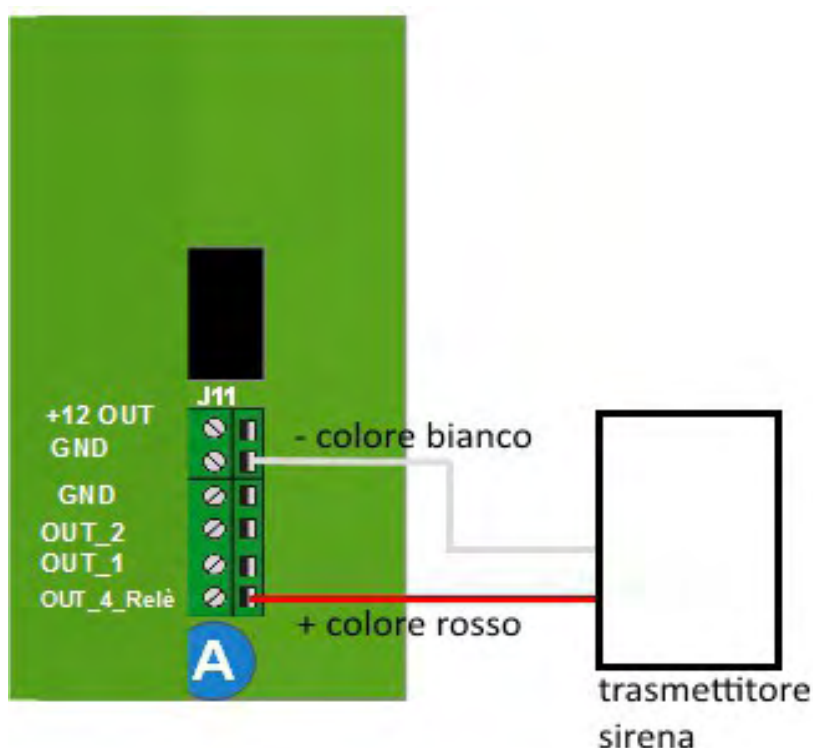 J11
+12 OUT
GND
GND
OUT_2
OUT_1
OUT_4_Relè
A
- colore bianco
+ colore rosso
trasmettitore
sirena